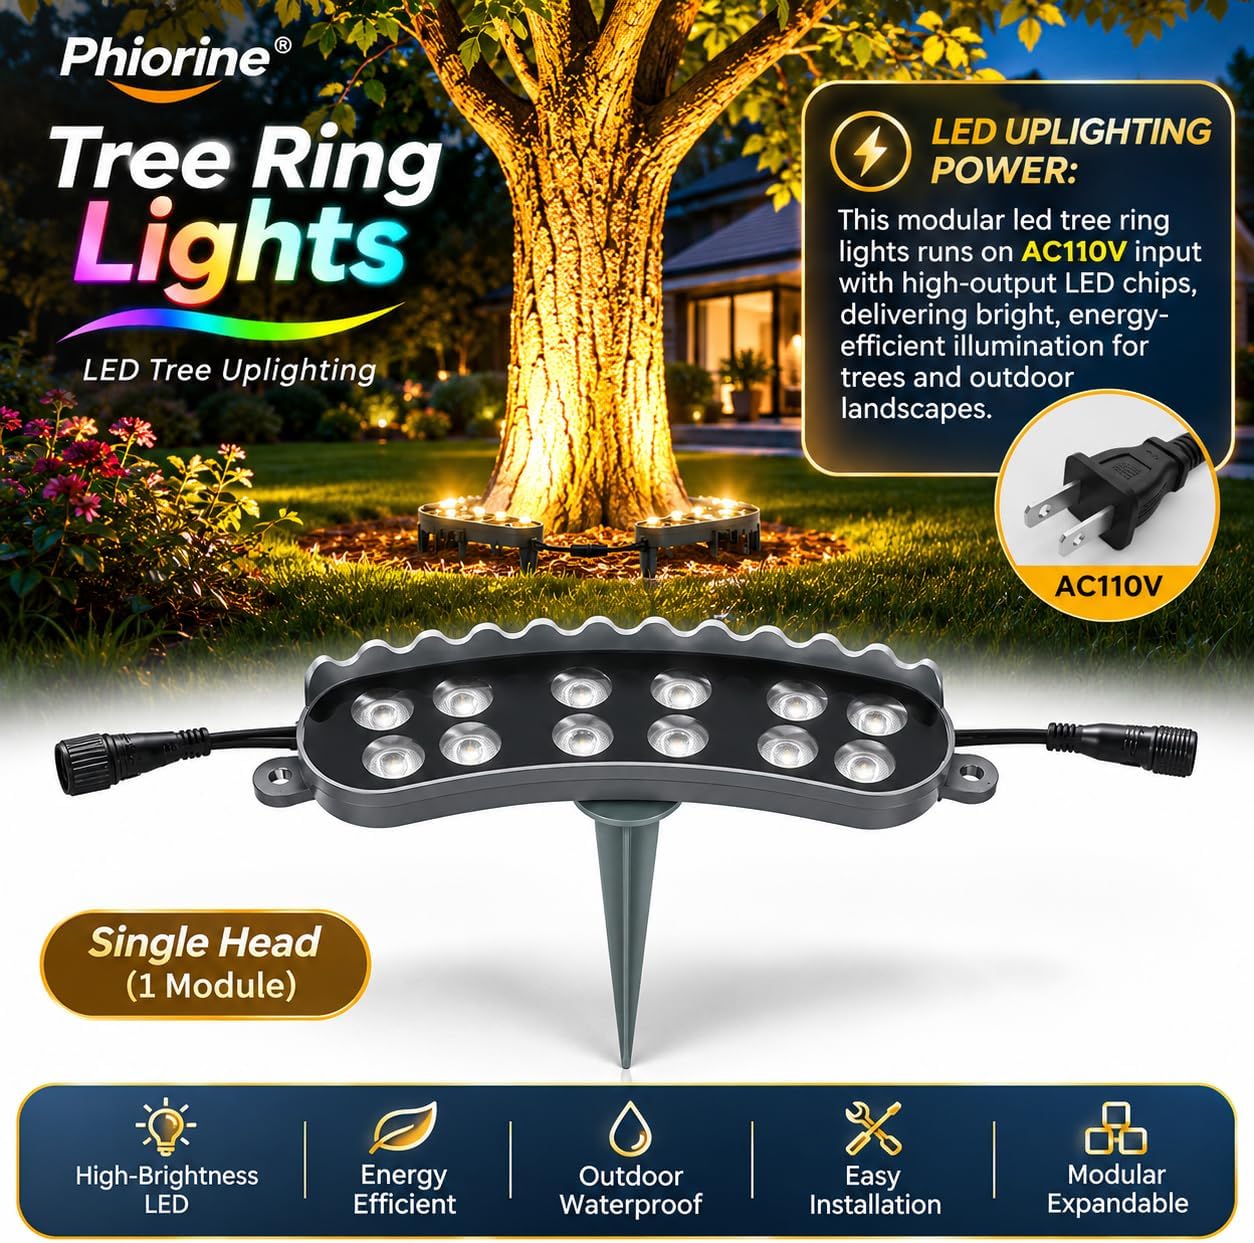 Phiorine®
Tree Ring
Lights
LED Tree Uplighting
LED UPLIGHTING
POWER:
This modular led tree ring
lights runs on AC110V input
with high-output LED chips,
delivering bright, energy-
efficient illumination for
trees and outdoor
landscapes.
AC110V
Single Head
(1 Module)
High-Brightness
LED
Energy
Efficient
Outdoor
Waterproof
Easy
Installation
Modular
Expandable